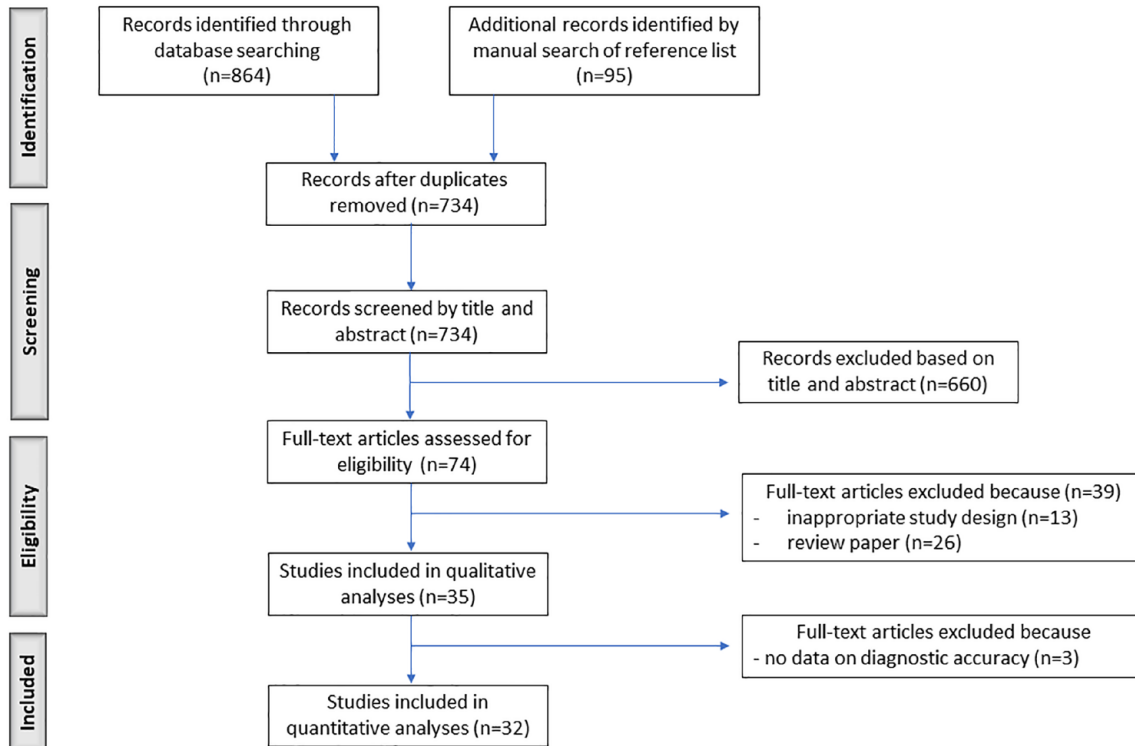 Identification
Records identified through
database searching
(n=864)
Additional records identified by
manual search of reference list
(n=95)
Records after duplicates
removed (n=734)
Screening
Records screened by title and
abstract (n=734)
Records excluded based on
title and abstract (n=660)
Eligibility
Full-text articles assessed for
eligibility (n=74)
Full-text articles excluded because (n=39)
- inappropriate study design (n=13)
- review paper (n=26)
Studies included in qualitative
analyses (n=35)
Included
Full-text articles excluded because
- no data on diagnostic accuracy (n=3)
Studies included in
quantitative analyses (n=32)